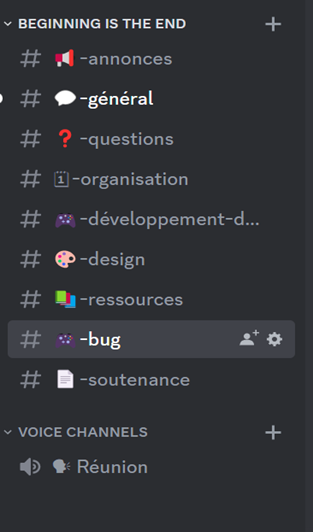 BEGINNING IS THE END
# 📢 -annonces
# 💬 -général
# ❓ -questions
# 🗓 -organisation
# 🎮 -développement-d...
# 🎨 -design
# 📚 -ressources
# 🎮 -bug
# 📄 -soutenance
VOICE CHANNELS
🗣 Réunion